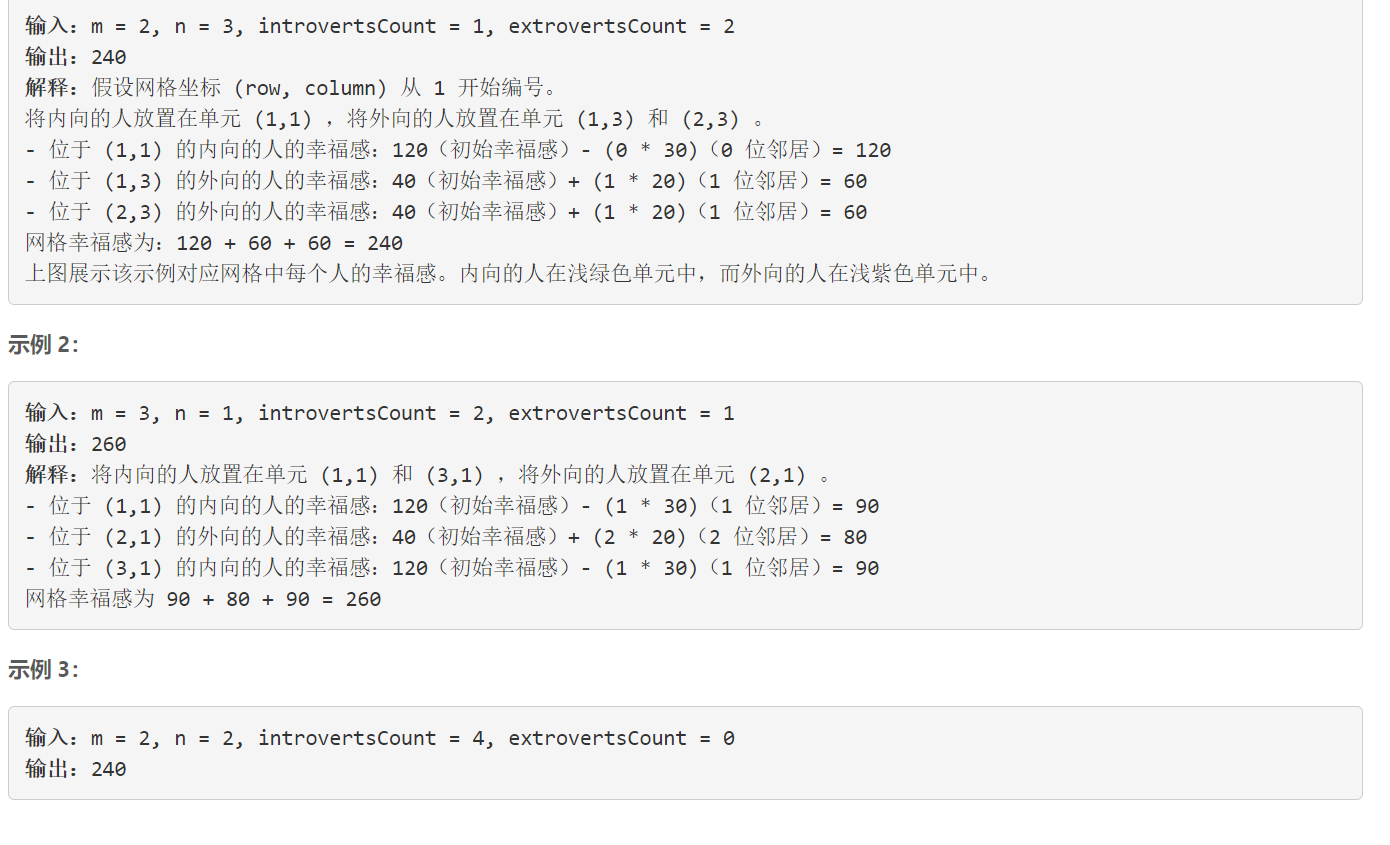 输入：m = 2, n = 3, introvertsCount = 1, extrovertsCount = 2
输出：240
解释：假设网格坐标 (row, column) 从 1 开始编号。
将内向的人放置在单元 (1,1) ，将外向的人放置在单元 (1,3) 和 (2,3) 。
- 位于 (1,1) 的内向的人的幸福感：120（初始幸福感）- (0 * 30)（0 位邻居）= 120
- 位于 (1,3) 的外向的人的幸福感：40（初始幸福感）+ (1 * 20)（1 位邻居）= 60
- 位于 (2,3) 的外向的人的幸福感：40（初始幸福感）+ (1 * 20)（1 位邻居）= 60
网格幸福感为：120 + 60 + 60 = 240
上图展示该示例对应网格中每个人的幸福感。内向的人在浅绿色单元中，而外向的人在浅紫色单元中。
示例 2：
输入：m = 3, n = 1, introvertsCount = 2, extrovertsCount = 1
输出：260
解释：将内向的人放置在单元 (1,1) 和 (3,1) ，将外向的人放置在单元 (2,1) 。
- 位于 (1,1) 的内向的人的幸福感：120（初始幸福感）- (1 * 30)（1 位邻居）= 90
- 位于 (2,1) 的外向的人的幸福感：40（初始幸福感）+ (2 * 20)（2 位邻居）= 80
- 位于 (3,1) 的内向的人的幸福感：120（初始幸福感）- (1 * 30)（1 位邻居）= 90
网格幸福感为 90 + 80 + 90 = 260
示例 3：
输入：m = 2, n = 2, introvertsCount = 4, extrovertsCount = 0
输出：240